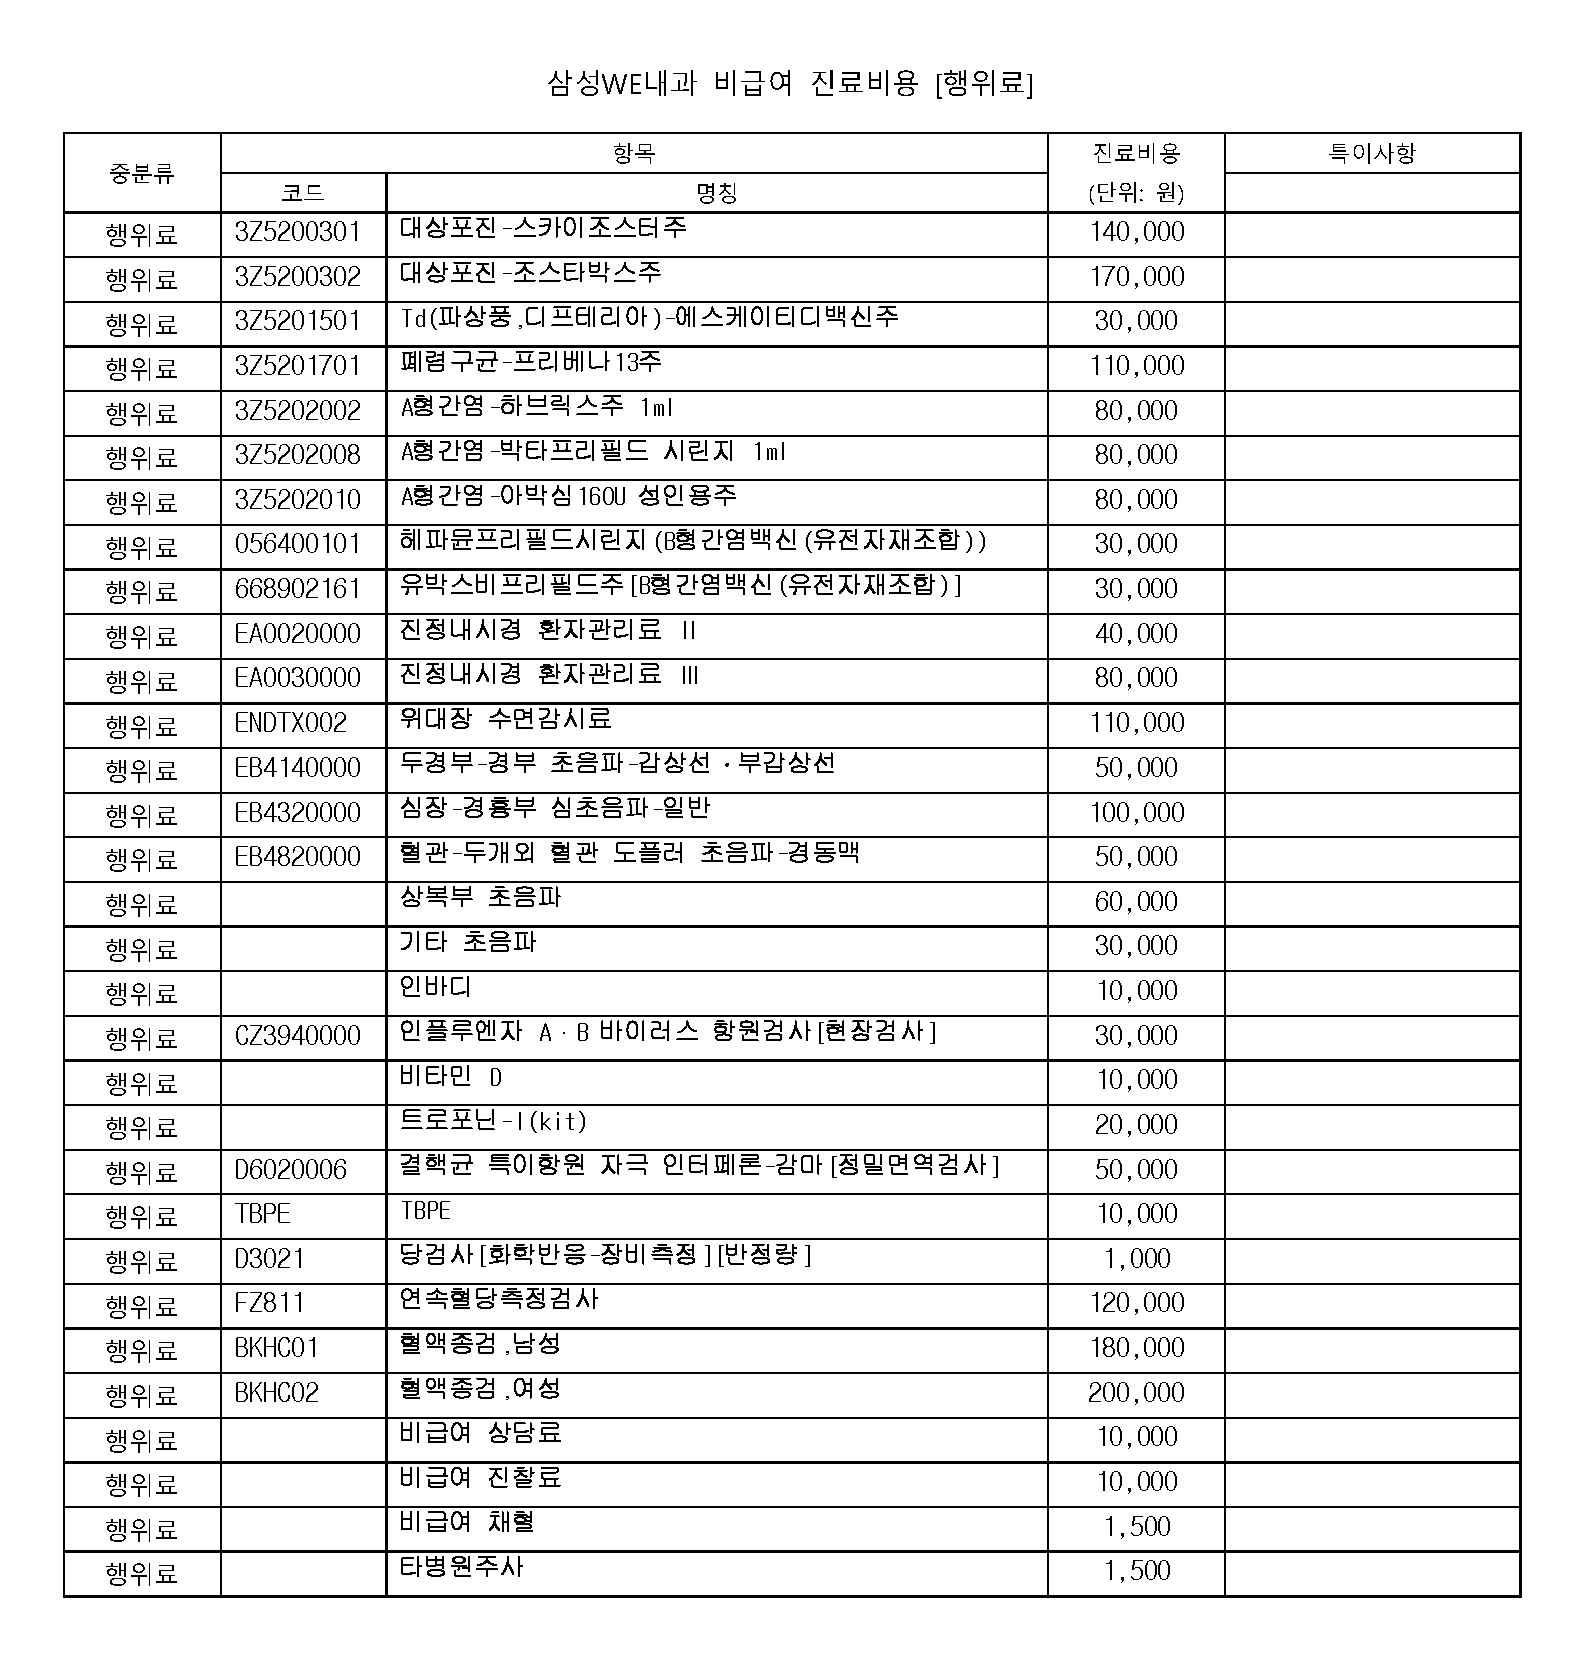 삼성WE내과 비급여 진료비용 [행위료]
중분류 항목 진료비용 특이사항
코드 명칭 (단위: 원)
행위료 3Z5200301 대상포진-스카이조스터주 140,000
행위료 3Z5200302 대상포진-조스타박스주 170,000
행위료 3Z5201501 Td(파상풍,디프테리아)-에스케이티디백신주 30,000
행위료 3Z5201701 폐렴구균-프리베나13주 110,000
행위료 3Z5202002 A형간염-하브릭스주 1ml 80,000
행위료 3Z5202008 A형간염-박타프리필드 시린지 1ml 80,000
행위료 3Z5202010 A형간염-아박심160U 성인용주 80,000
행위료 056400101 헤파뮨프리필드시린지(B형간염백신(유전자재조합)) 30,000
행위료 668902161 유박스비프리필드주[B형간염백신(유전자재조합)] 30,000
행위료 EA0020000 진정내시경 환자관리료 II 40,000
행위료 EA0030000 진정내시경 환자관리료 III 80,000
행위료 ENDTX002 위대장 수면감시료 110,000
행위료 EB4140000 두경부-경부 초음파-갑상선·부갑상선 50,000
행위료 EB4320000 심장-경흉부 심초음파-일반 100,000
행위료 EB4820000 혈관-두개외 혈관 도플러 초음파-경동맥 50,000
행위료 상복부 초음파 60,000
행위료 기타 초음파 30,000
행위료 인바디 10,000
행위료 CZ3940000 인플루엔자 A·B 바이러스 항원검사[현장검사] 30,000
행위료 비타민 D 10,000
행위료 트로포닌-I(kit) 20,000
행위료 D6020006 결핵균 특이항원 자극 인터페론-감마[정밀면역검사] 50,000
행위료 TBPE TBPE 10,000
행위료 D3021 당검사[화학반응-장비측정][반정량] 1,000
행위료 FZ811 연속혈당측정검사 120,000
행위료 BKHC01 혈액종검,남성 180,000
행위료 BKHC02 혈액종검,여성 200,000
행위료 비급여 상담료 10,000
행위료 비급여 진찰료 10,000
행위료 비급여 채혈 1,500
행위료 타병원주사 1,500